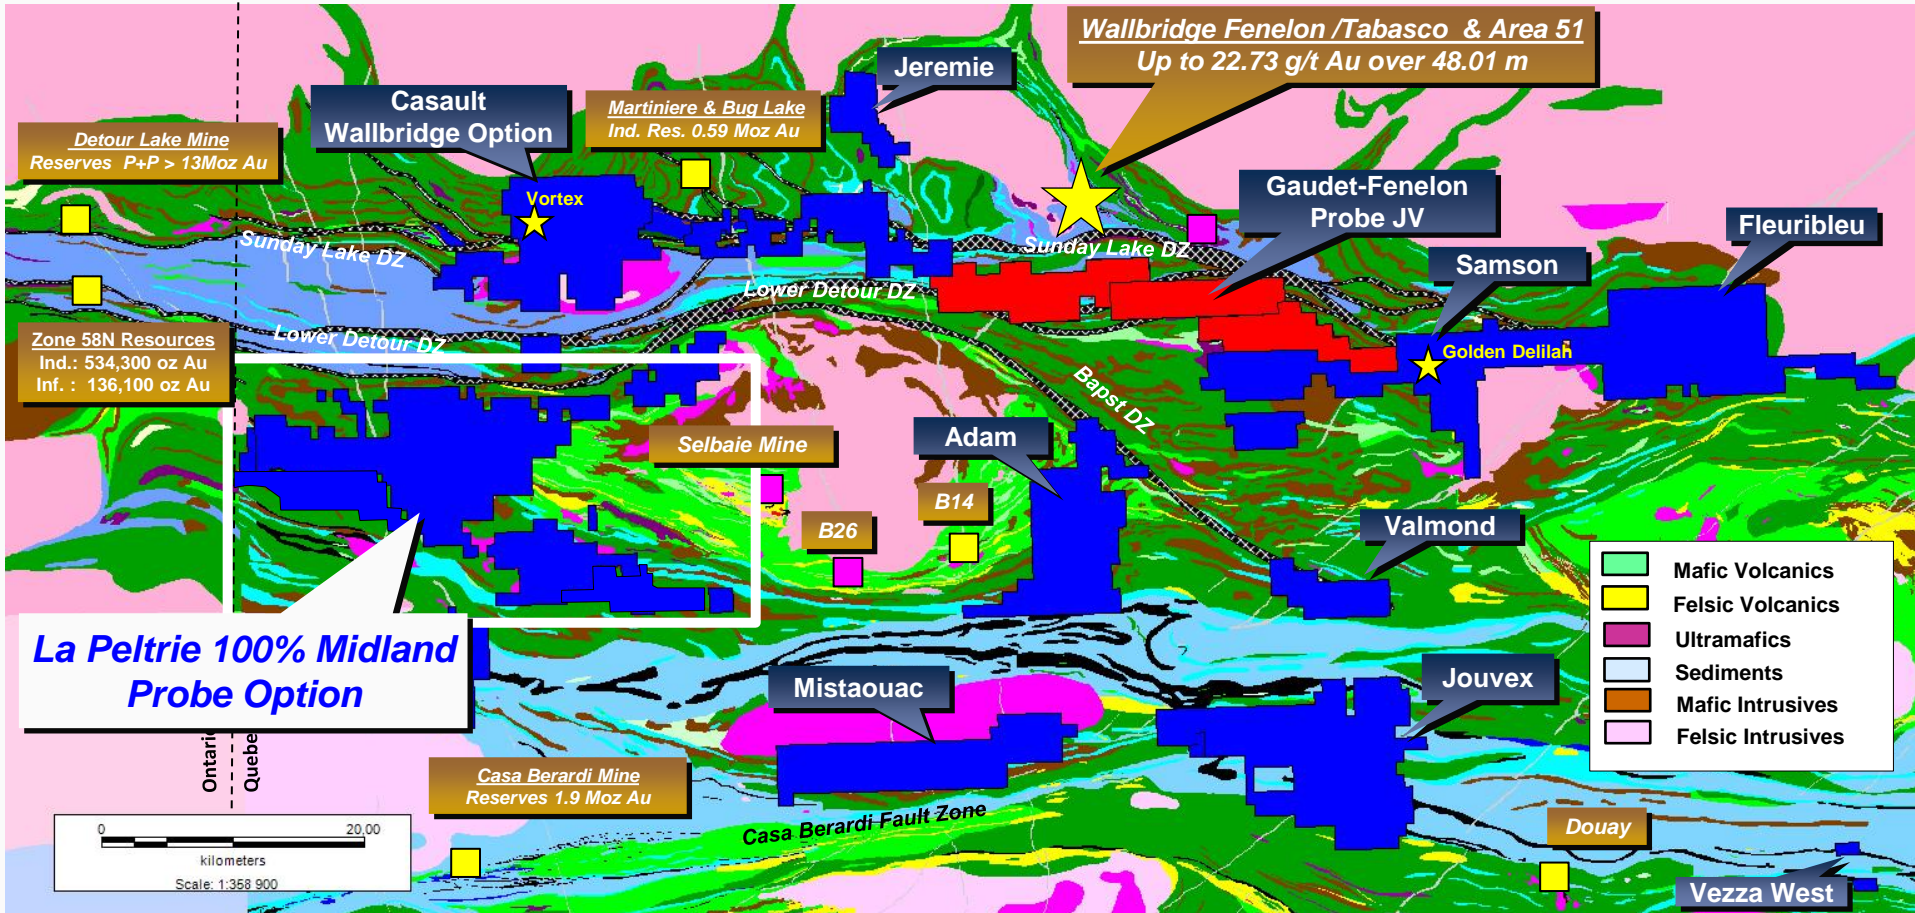 Wallbridge Fenelon /Tabasco & Area 51
Up to 22.73 g/t Au over 48.01 m
Jeremie
Casault
Wallbridge Option
Martiniere & Bug Lake
Ind. Res. 0.59 Moz Au
Detour Lake Mine
Reserves P+P > 13Moz Au
Gaudet-Fenelon
Probe JV
Fleuribleu
Vortex
Samson
Sunday Lake DZ
Sunday Lake DZ
Lower Detour DZ
Lower Detour DZ
Zone 58N Resources
Ind.: 534,300 oz Au
Inf. : 136,100 oz Au
Golden Delilah
Bapst DZ
Selbaie Mine
Adam
B14
B26
Valmond
Mafic Volcanics
Felsic Volcanics
Ultramafics
Sediments
Mafic Intrusives
Felsic Intrusives
La Peltrie 100% Midland
Probe Option
Mistaouac
Jouvex
Ontario
Quebe
Casa Berardi Mine
Reserves 1.9 Moz Au
Casa Berardi Fault Zone
Douay
Vezza West
0 20,00
kilometers
Scale: 1:358 900